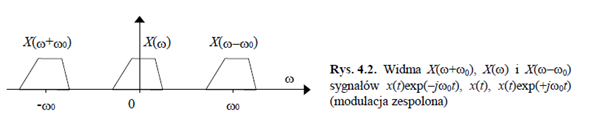 X(ω+ω₀) X(ω) X(ω−ω₀)
ω
-ω₀ 0 ω₀
Rys. 4.2. Widma X(ω+ω₀), X(ω) i X(ω−ω₀)
sygnałów x(t)exp(−jω₀t), x(t), x(t)exp(+jω₀t)
(modulacja zespolona)